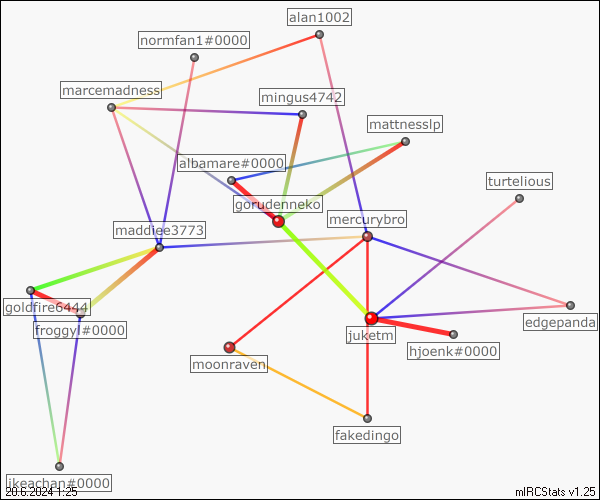 alan1002
normfan1#0000
marcemadness
mingus4742
mattnesslp
albamare#0000
turtelious
gorudenneko
mercurybro
maddiee3773
goldfire6444
edgepanda
froggyl#0000
juketm
hjoenk#0000
moonraven
fakedingo
ikeachan#0000
20.6.2024 1:25
mIRCStats v1.25